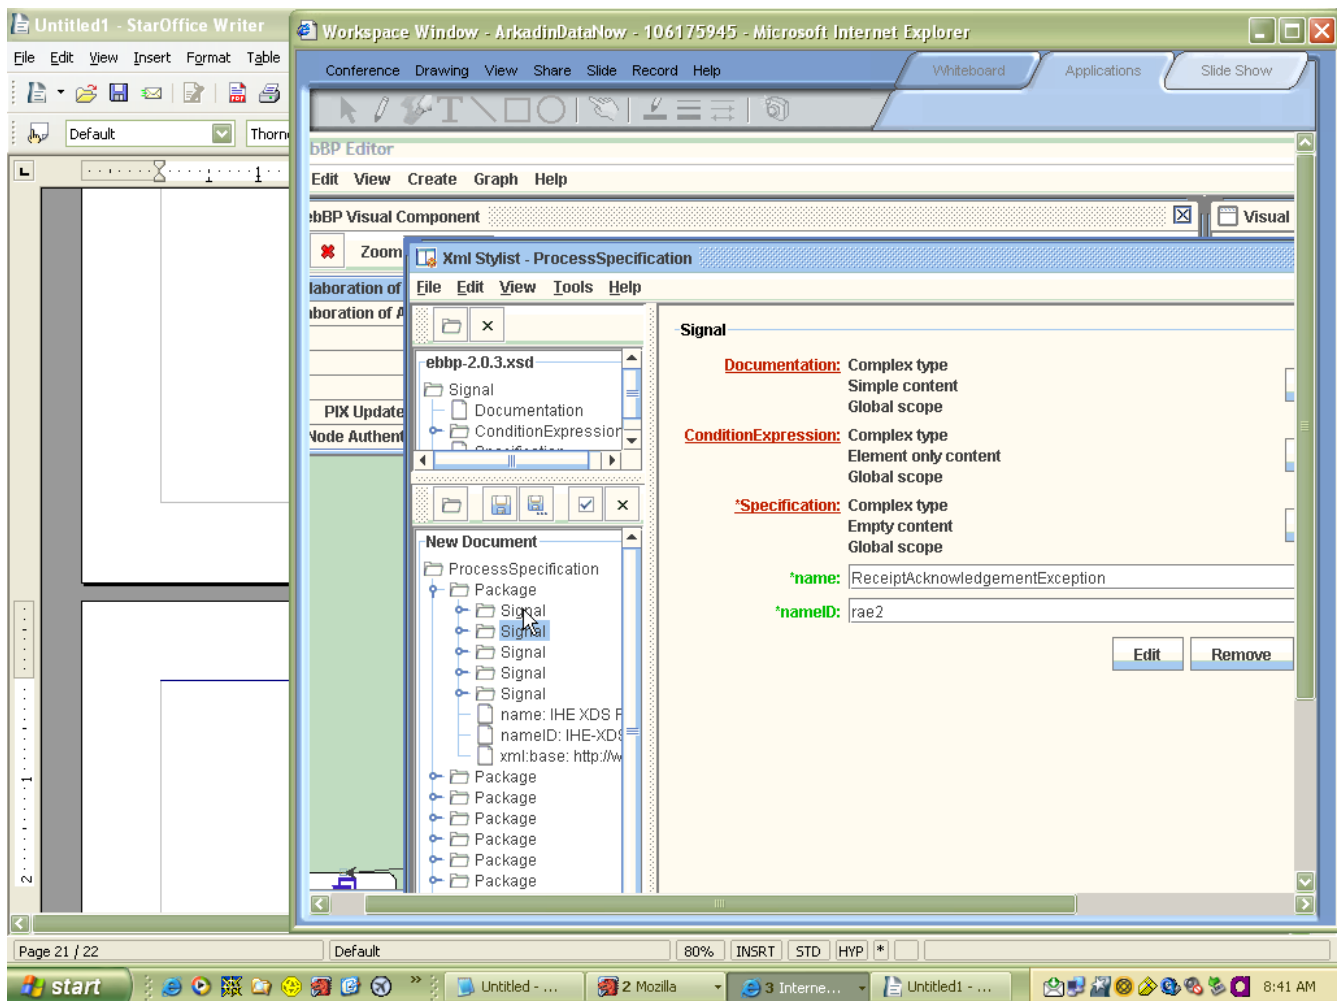 Untitled1 - StarOffice Writer
File Edit View Insert Format Table
Default
Thorn
Workspace Window - ArkadinDataNow - 106175945 - Microsoft Internet Explorer
Conference Drawing View Share Slide Record Help
Whiteboard
Applications
Slide Show
bBP Editor
Edit View Create Graph Help
ebBP Visual Component
Visual
Zoom
laboration of
aboration of A
PIX Update
Node Authent
Xml Stylist - ProcessSpecification
File Edit View Tools Help
ebbp-2.0.3.xsd
Signal
Documentation
ConditionExpression
Specification
New Document
ProcessSpecification
Package
Signal
Signal
Signal
Signal
Signal
name: IHE XDS F
nameID: IHE-XDS
xml:base: http://w
Package
Package
Package
Package
Package
Package
Signal
Documentation: Complex type
Simple content
Global scope
ConditionExpression: Complex type
Element only content
Global scope
*Specification: Complex type
Empty content
Global scope
*name: ReceiptAcknowledgementException
*nameID: rae2
Edit Remove
Page 21 / 22
Default
80%
INSRT
STD
HYP
*
start
Untitled - ...
2 Mozilla
3 Interne...
Untitled1 - ...
8:41 AM